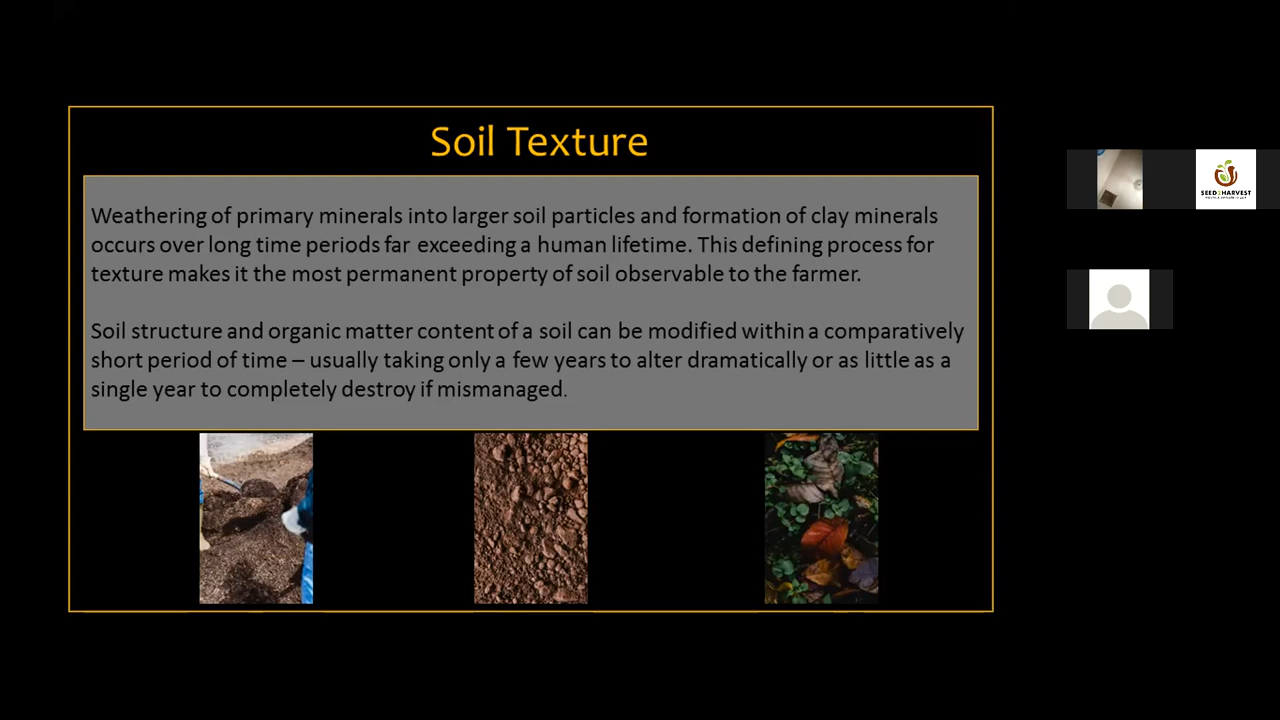 Soil Texture
Weathering of primary minerals into larger soil particles and formation of clay minerals
occurs over long time periods far exceeding a human lifetime. This defining process for
texture makes it the most permanent property of soil observable to the farmer.
Soil structure and organic matter content of a soil can be modified within a comparatively
short period of time – usually taking only a few years to alter dramatically or as little as a
single year to completely destroy if mismanaged.
SEED2HARVEST